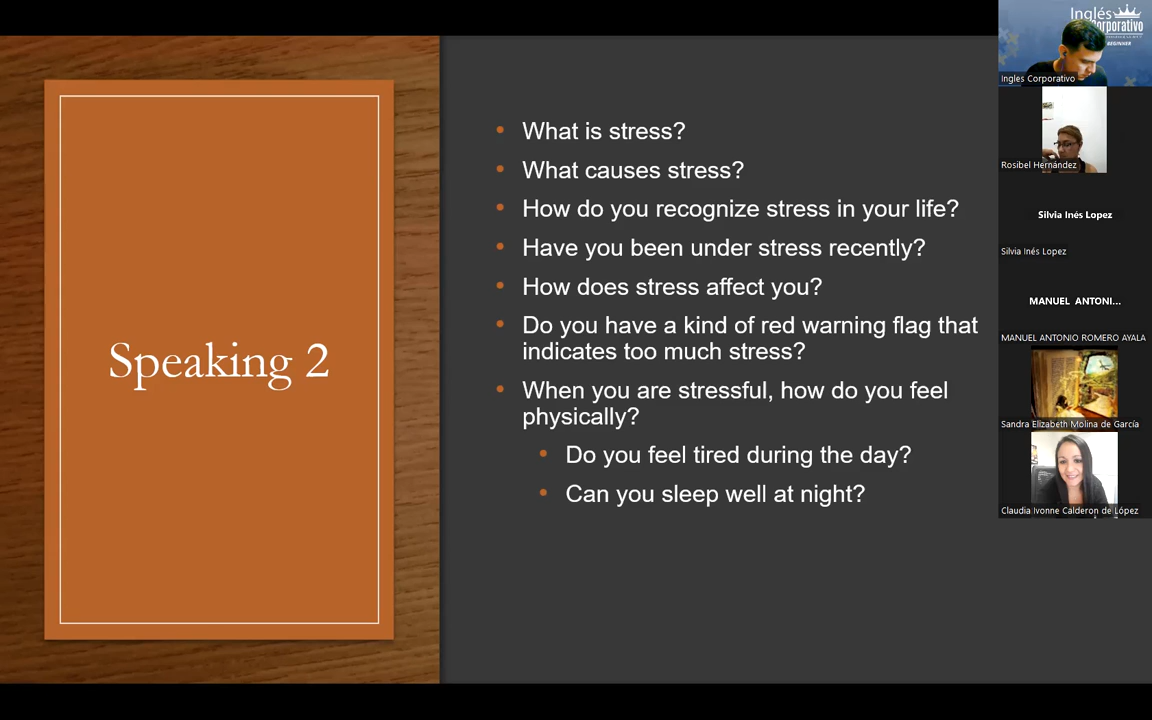 Speaking 2
What is stress?
What causes stress?
How do you recognize stress in your life?
Have you been under stress recently?
How does stress affect you?
Do you have a kind of red warning flag that
indicates too much stress?
When you are stressful, how do you feel
physically?
Do you feel tired during the day?
Can you sleep well at night?
Inglés
Corporativo
BEGINNER
Ingles Corporativo
Rosibel Hernández
Silvia Inés Lopez
Silvia Inés Lopez
MANUEL ANTONI...
MANUEL ANTONIO ROMERO AYALA
Sandra Elizabeth Molina de García
Claudia Ivonne Calderon de López